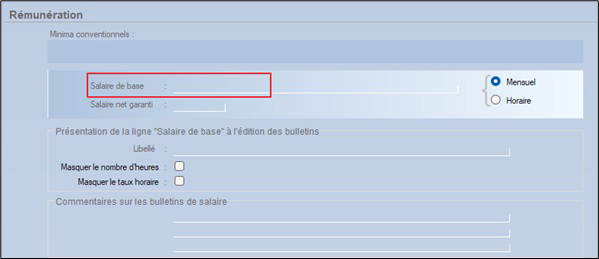 Rémunération
Minima conventionnels :
Salaire de base :
Mensuel
Salaire net garanti :
Horaire
Présentation de la ligne "Salaire de base" à l'édition des bulletins
Libellé :
Masquer le nombre d'heures :
Masquer le taux horaire :
Commentaires sur les bulletins de salaire